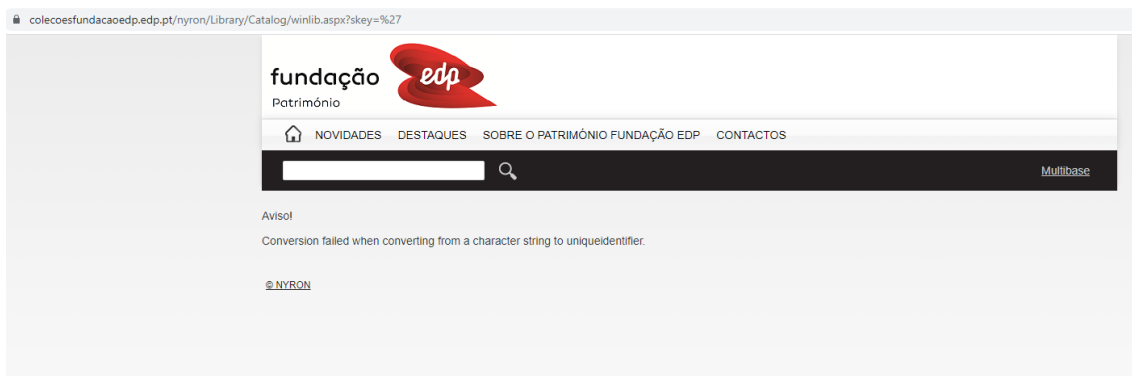 colecoesfundacaoedp.edp.pt/nyron/Library/Catalog/winlib.aspx?skey=%27
fundação edp
Património
NOVIDADES DESTAQUES SOBRE O PATRIMÓNIO FUNDAÇÃO EDP CONTACTOS
Multibase
Aviso!
Conversion failed when converting from a character string to uniqueidentifier.
© NYRON